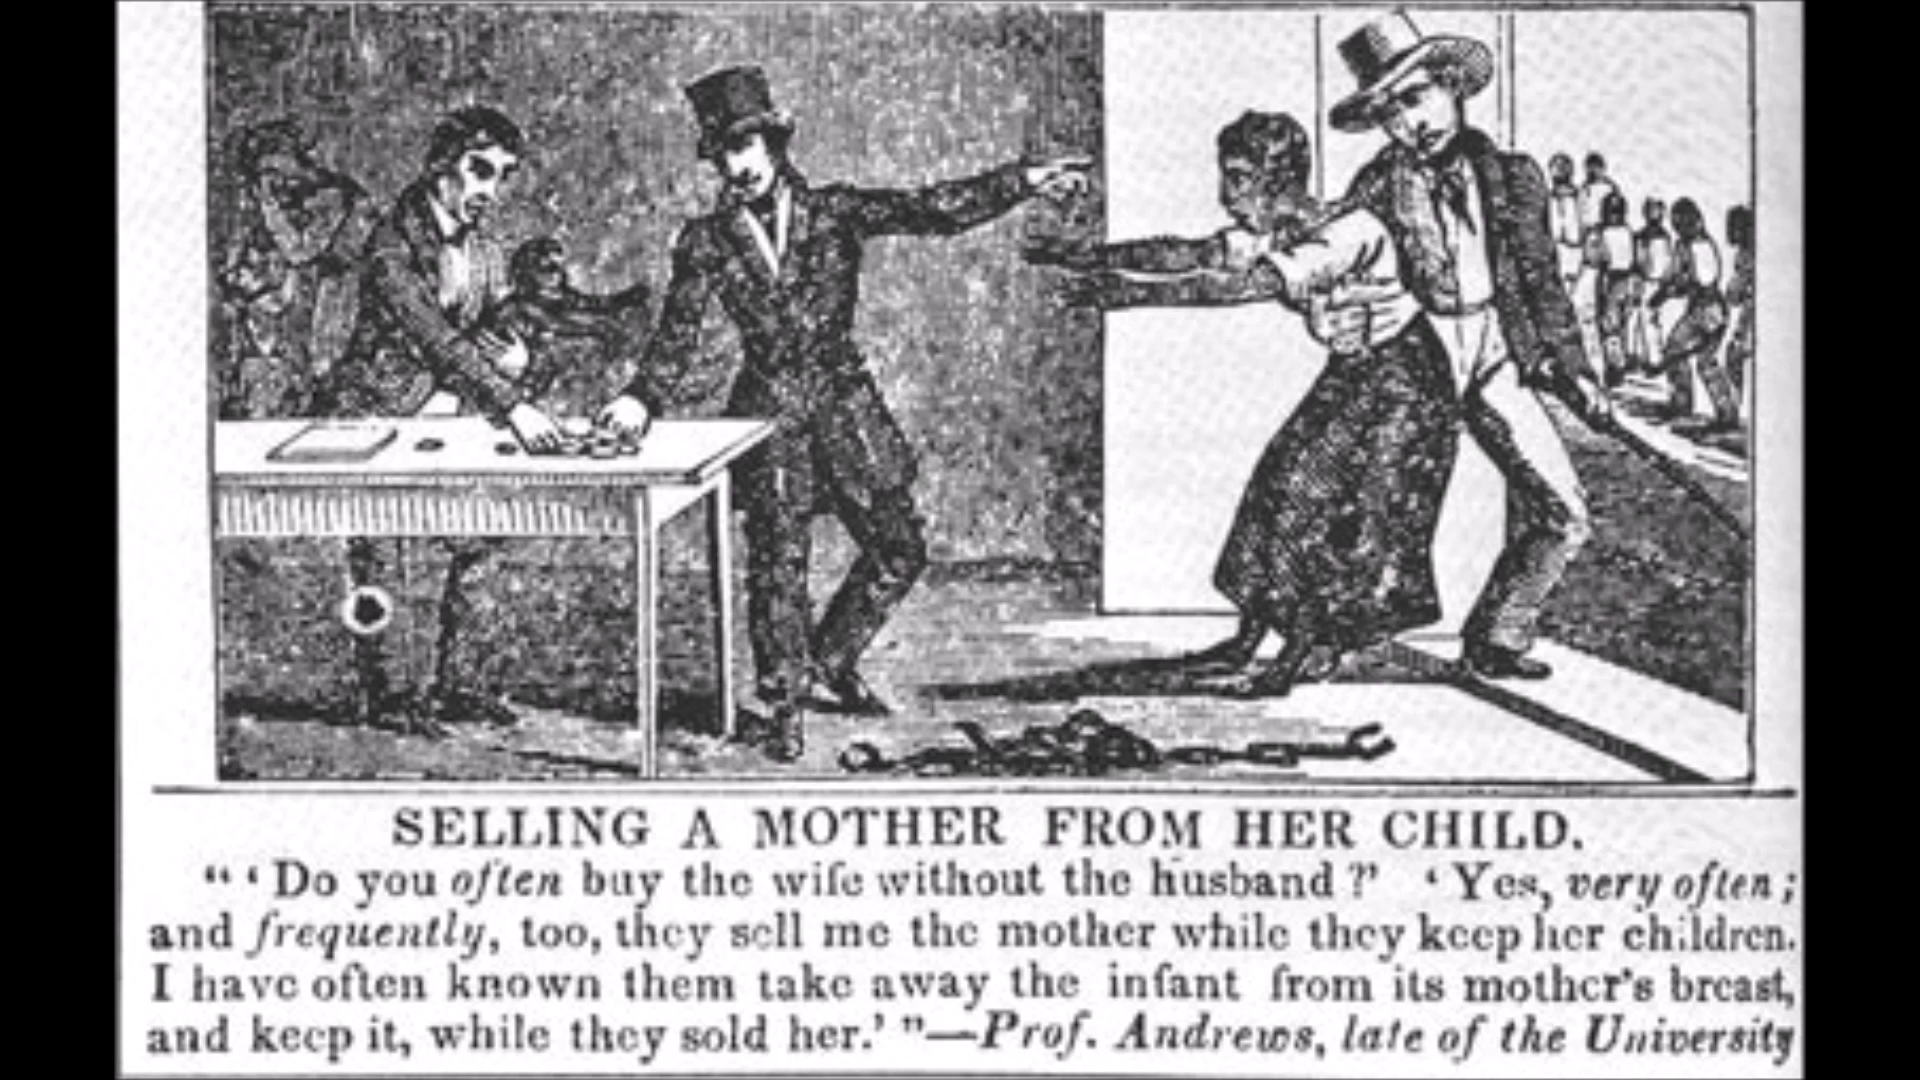 SELLING A MOTHER FROM HER CHILD.
"'Do you often buy the wife without the husband?' 'Yes, very often;
and frequently, too, they sell me the mother while they keep her children.
I have often known them take away the infant from its mother's breast,
and keep it, while they sold her.'"—Prof. Andrews, late of the University